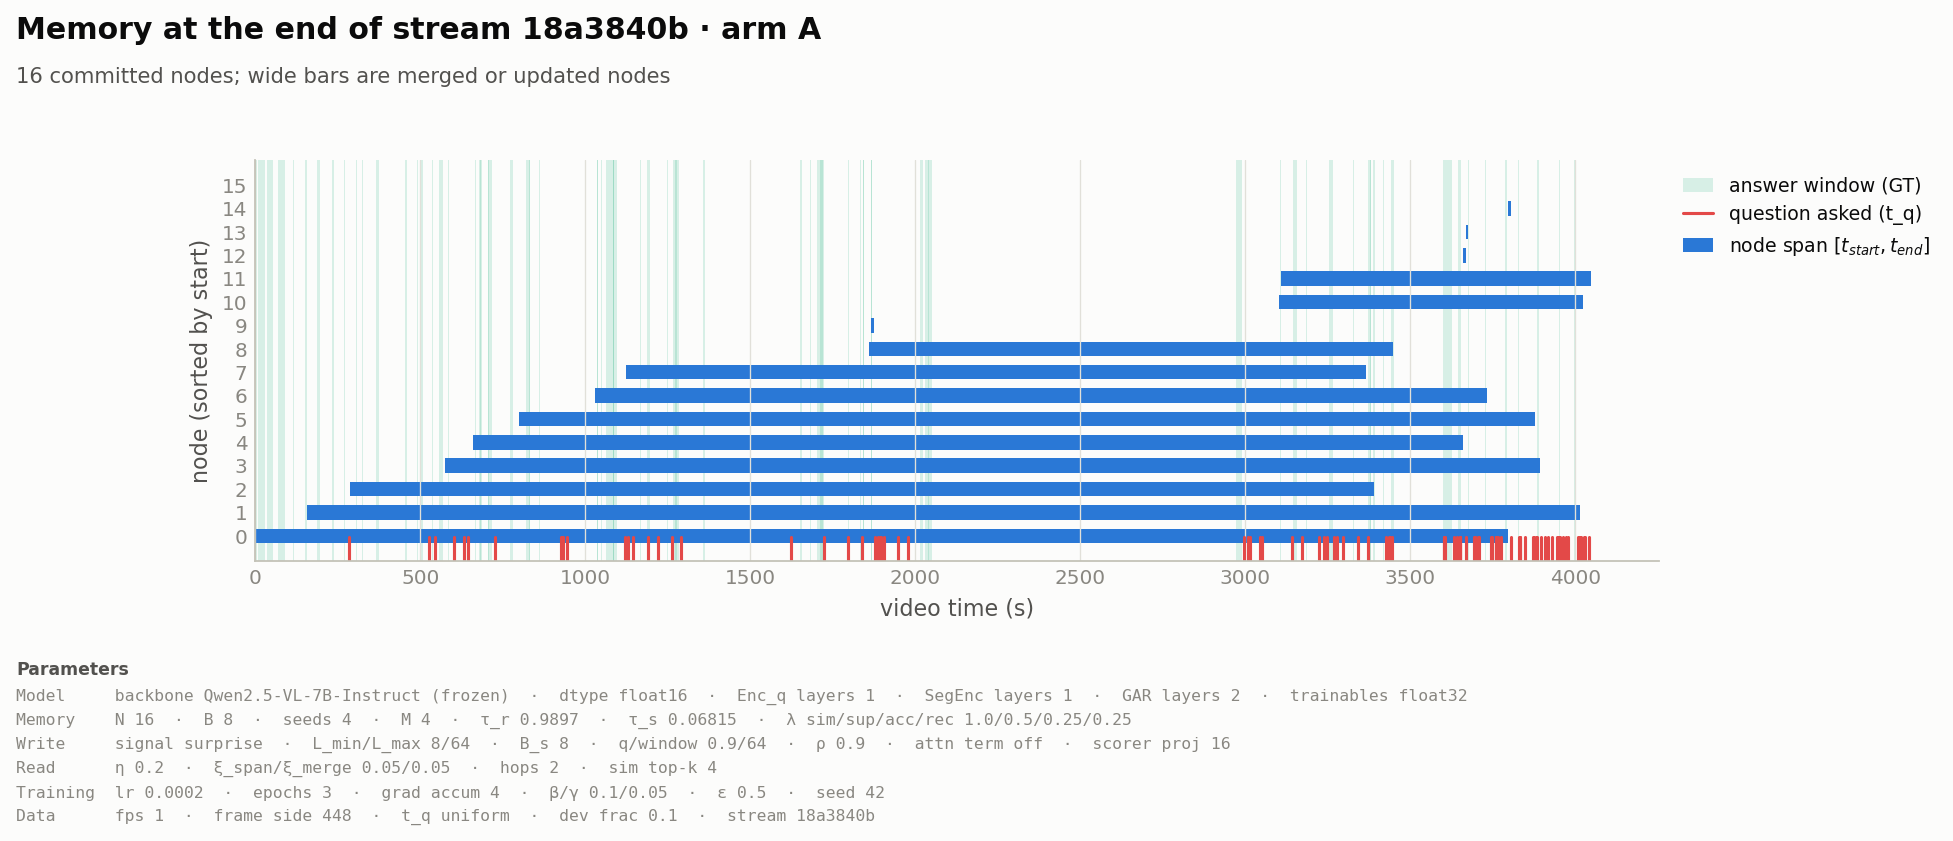 Memory at the end of stream 18a3840b · arm A
16 committed nodes; wide bars are merged or updated nodes
node (sorted by start)
15
14
13
12
11
10
9
8
7
6
5
4
3
2
1
0
0 500 1000 1500 2000 2500 3000 3500 4000
video time (s)
answer window (GT)
question asked (t_q)
node span [t_start, t_end]
Parameters
Model backbone Qwen2.5-VL-7B-Instruct (frozen) · dtype float16 · Enc_q layers 1 · SegEnc layers 1 · GAR layers 2 · trainables float32
Memory N 16 · B 8 · seeds 4 · M 4 · τ_r 0.9897 · τ_s 0.06815 · λ sim/sup/acc/rec 1.0/0.5/0.25/0.25
Write signal surprise · L_min/L_max 8/64 · B_s 8 · q/window 0.9/64 · ρ 0.9 · attn term off · scorer proj 16
Read η 0.2 · ξ_span/ξ_merge 0.05/0.05 · hops 2 · sim top-k 4
Training lr 0.0002 · epochs 3 · grad accum 4 · β/γ 0.1/0.05 · ε 0.5 · seed 42
Data fps 1 · frame side 448 · t_q uniform · dev frac 0.1 · stream 18a3840b